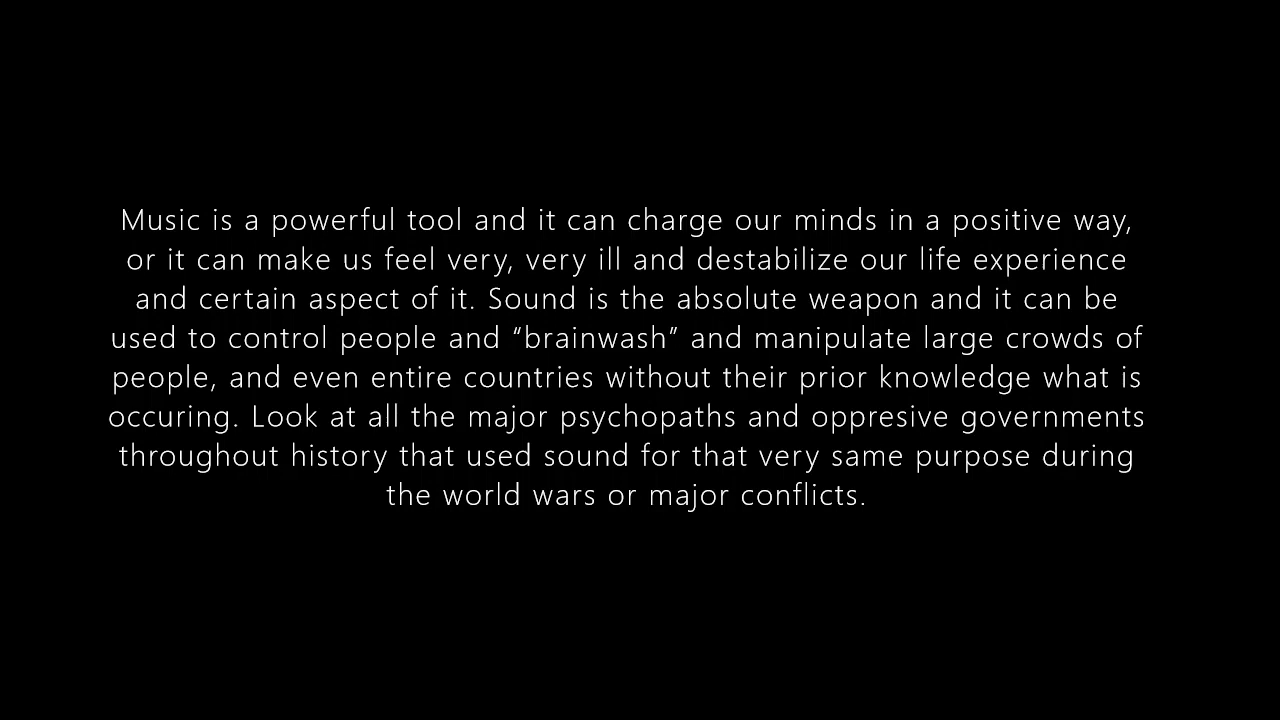 Music is a powerful tool and it can charge our minds in a positive way,
or it can make us feel very, very ill and destabilize our life experience
and certain aspect of it. Sound is the absolute weapon and it can be
used to control people and “brainwash” and manipulate large crowds of
people, and even entire countries without their prior knowledge what is
occuring. Look at all the major psychopaths and oppresive governments
throughout history that used sound for that very same purpose during
the world wars or major conflicts.